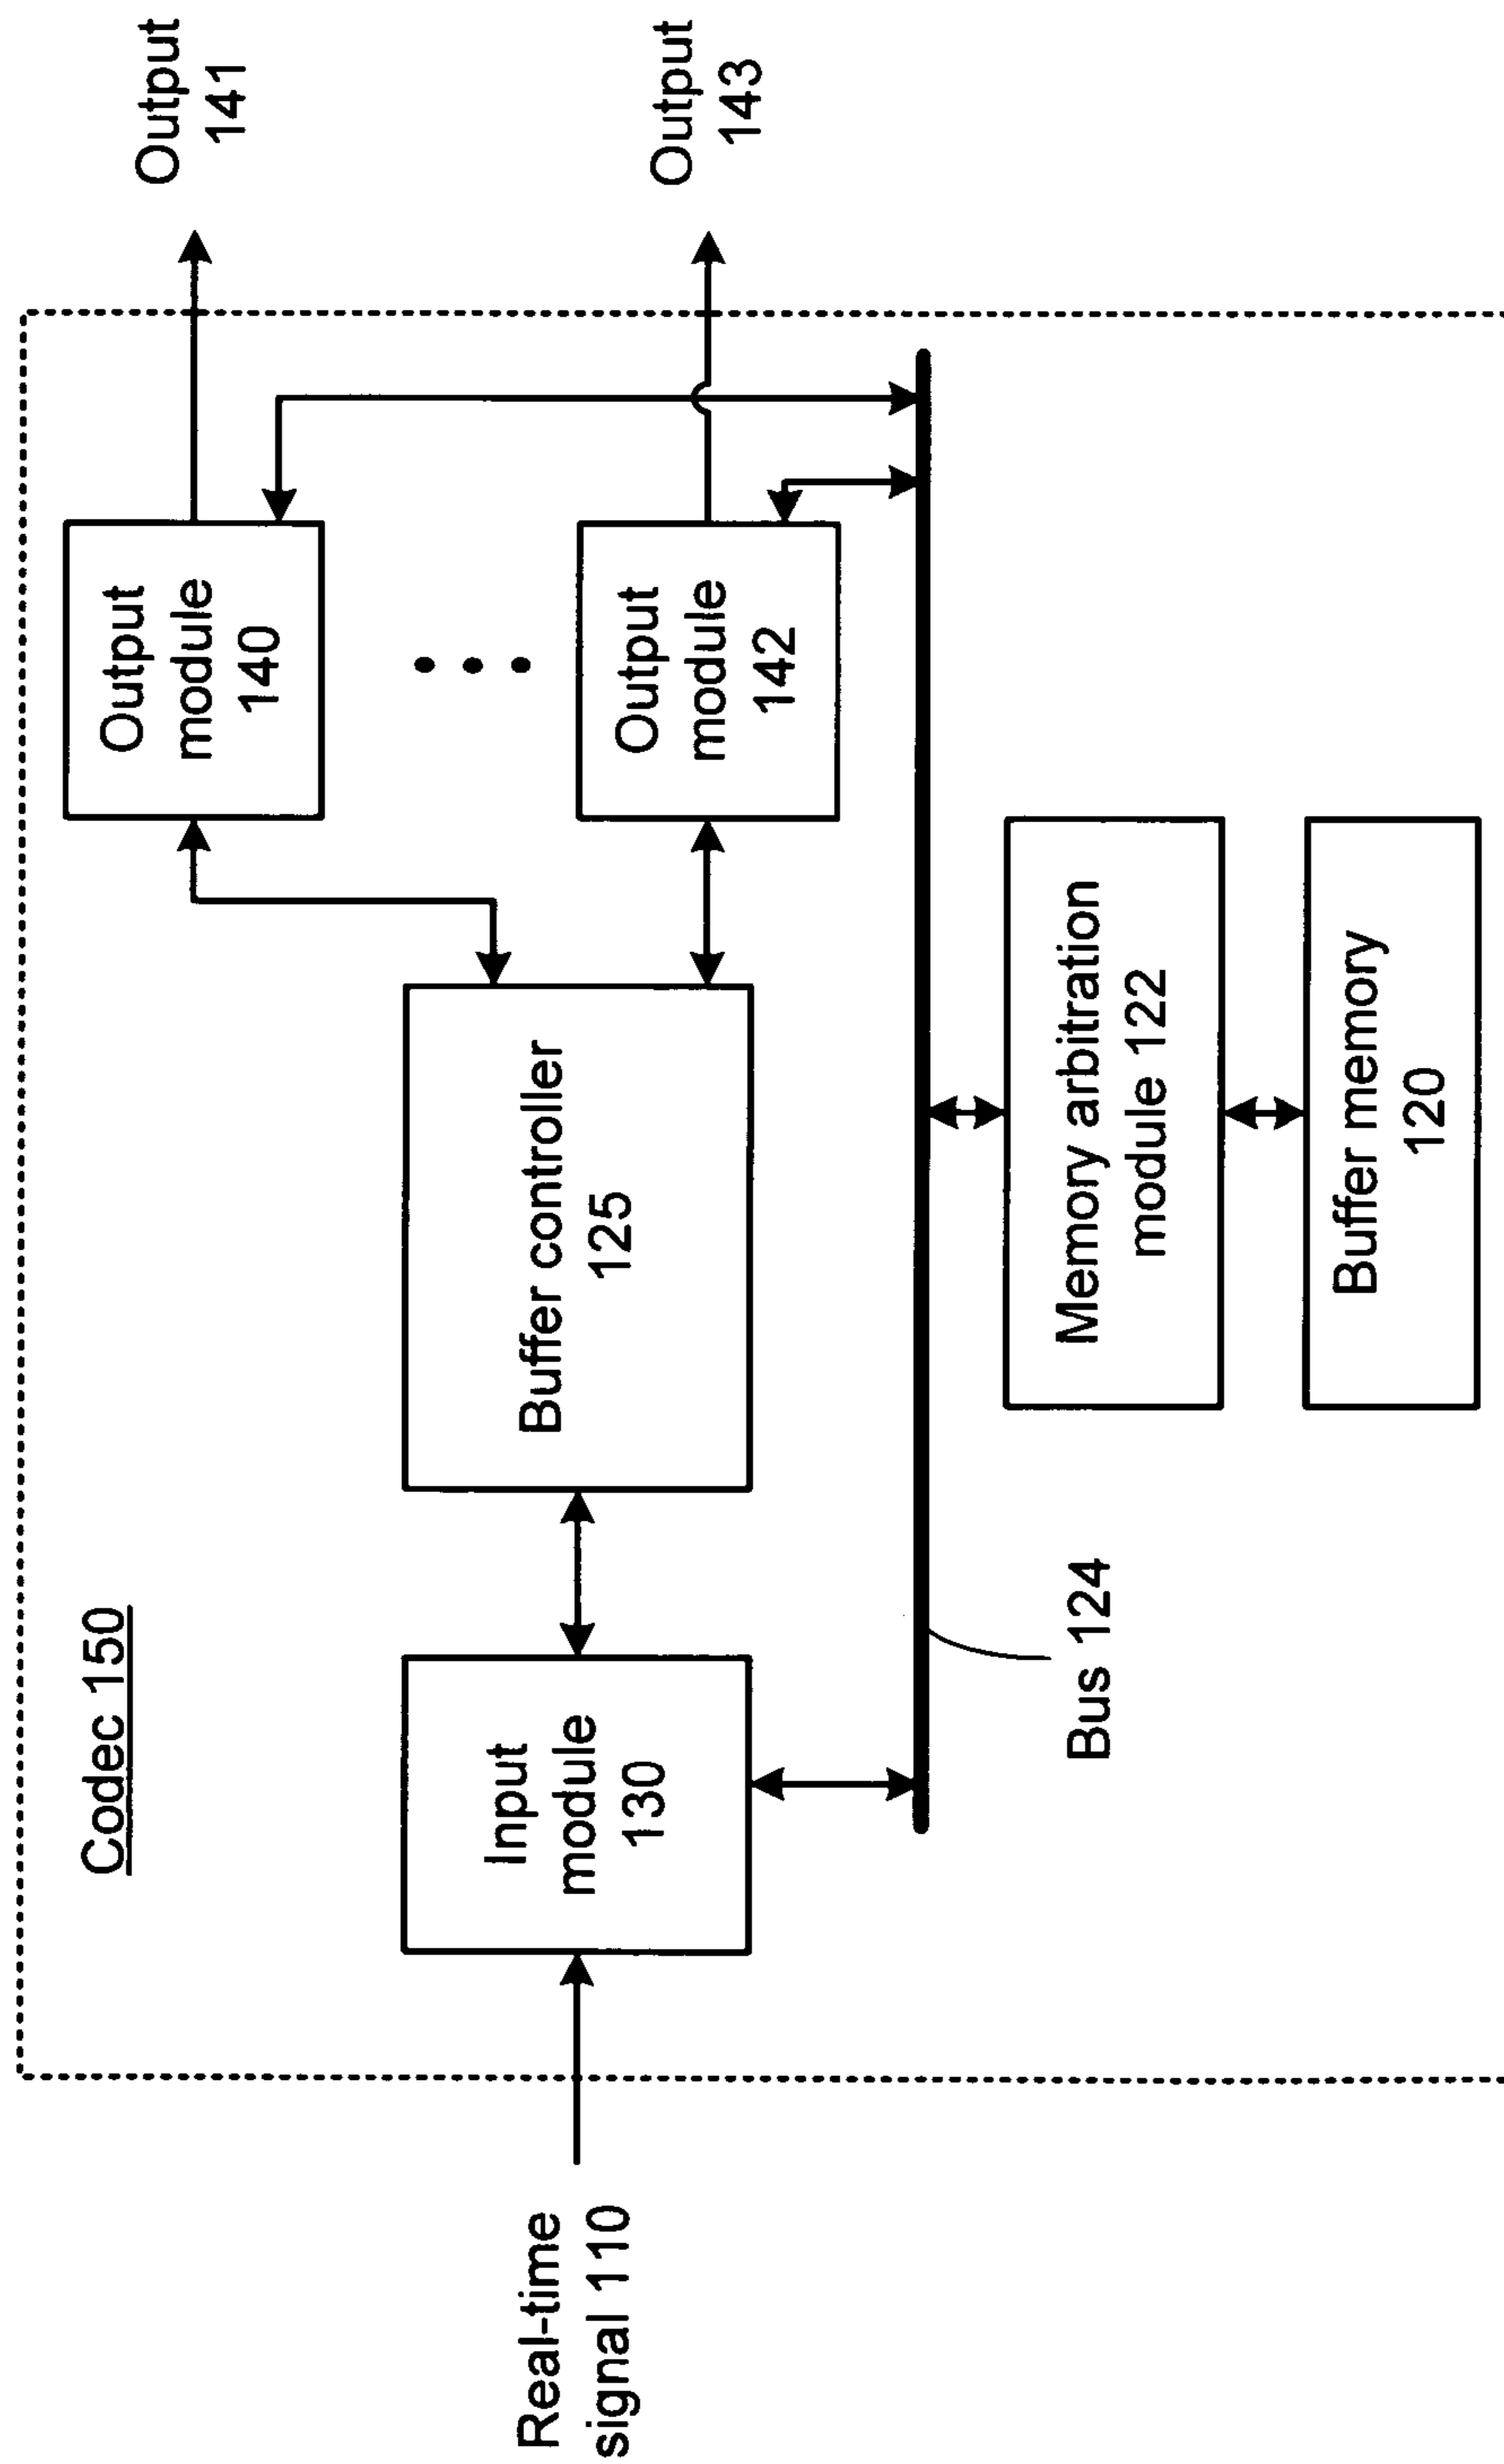 Codec 150
Real-time
signal 110
Input
module
130
Buffer controller
125
Output
module
140
Output
module
142
Output
141
Output
143
Bus 124
Memory arbitration
module 122
Buffer memory
120